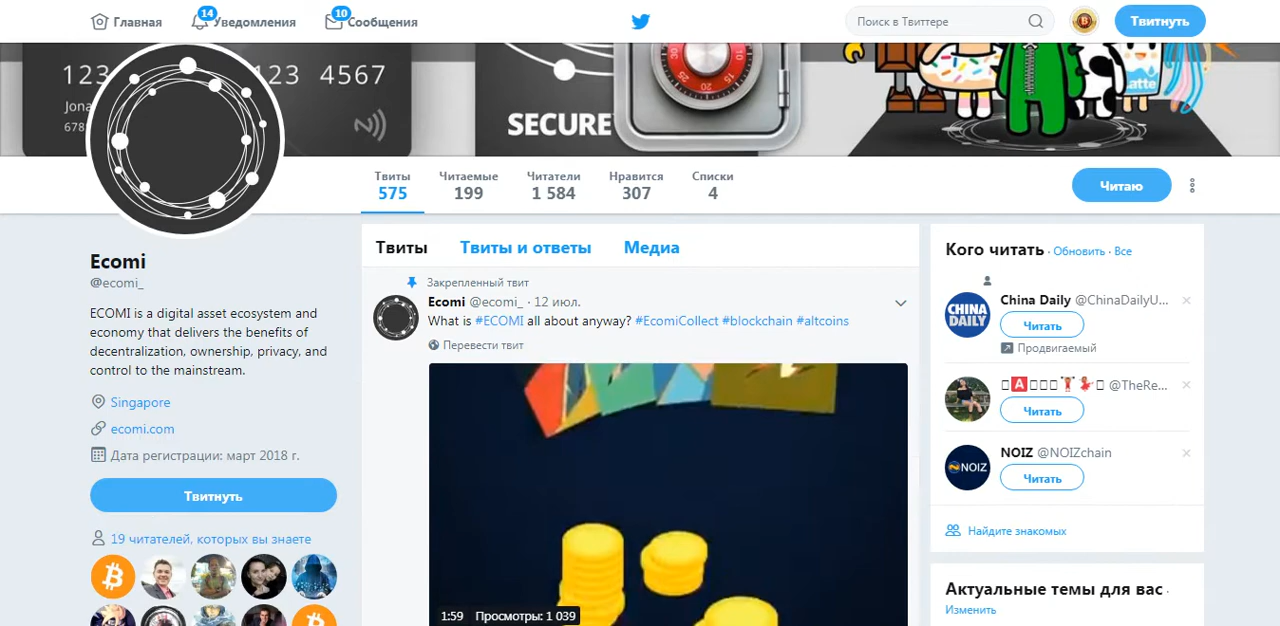 Главная
14
Уведомления
10
Сообщения
Поиск в Твиттере
Твитнуть
123
123 4567
Jona
678
SECURE
atte
Твиты
575
Читаемые
199
Читатели
1 584
Нравится
307
Списки
4
Читаю
Ecomi
@ecomi_
ECOMI is a digital asset ecosystem and
economy that delivers the benefits of
decentralization, ownership, privacy, and
control to the mainstream.
Singapore
ecomi.com
Дата регистрации: март 2018 г.
Твитнуть
19 читателей, которых вы знаете
Твиты Твиты и ответы Медиа
Закрепленный твит
Ecomi @ecomi_ · 12 июл.
What is #ECOMI all about anyway? #EcomiCollect #blockchain #altcoins
Перевести твит
1:59 Просмотры: 1 039
Кого читать · Обновить · Все
CHINA
DAILY
China Daily @ChinaDailyU...
Читать
Продвигаемый
🅰 @TheRe...
Читать
NOIZ
NOIZ @NOIZchain
Читать
Найдите знакомых
Актуальные темы для вас ·
Изменить